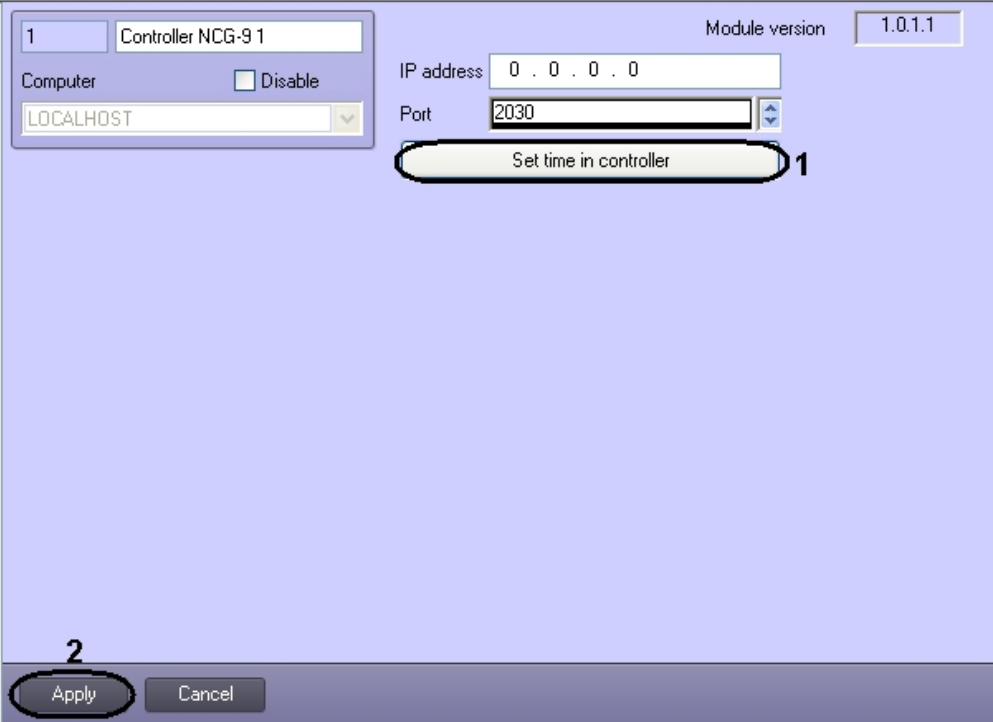 1 Controller NCG-9 1
Module version 1.0.1.1
Computer Disable
IP address 0 . 0 . 0 . 0
LOCALHOST
Port 2030
Set time in controller 1
2
Apply Cancel